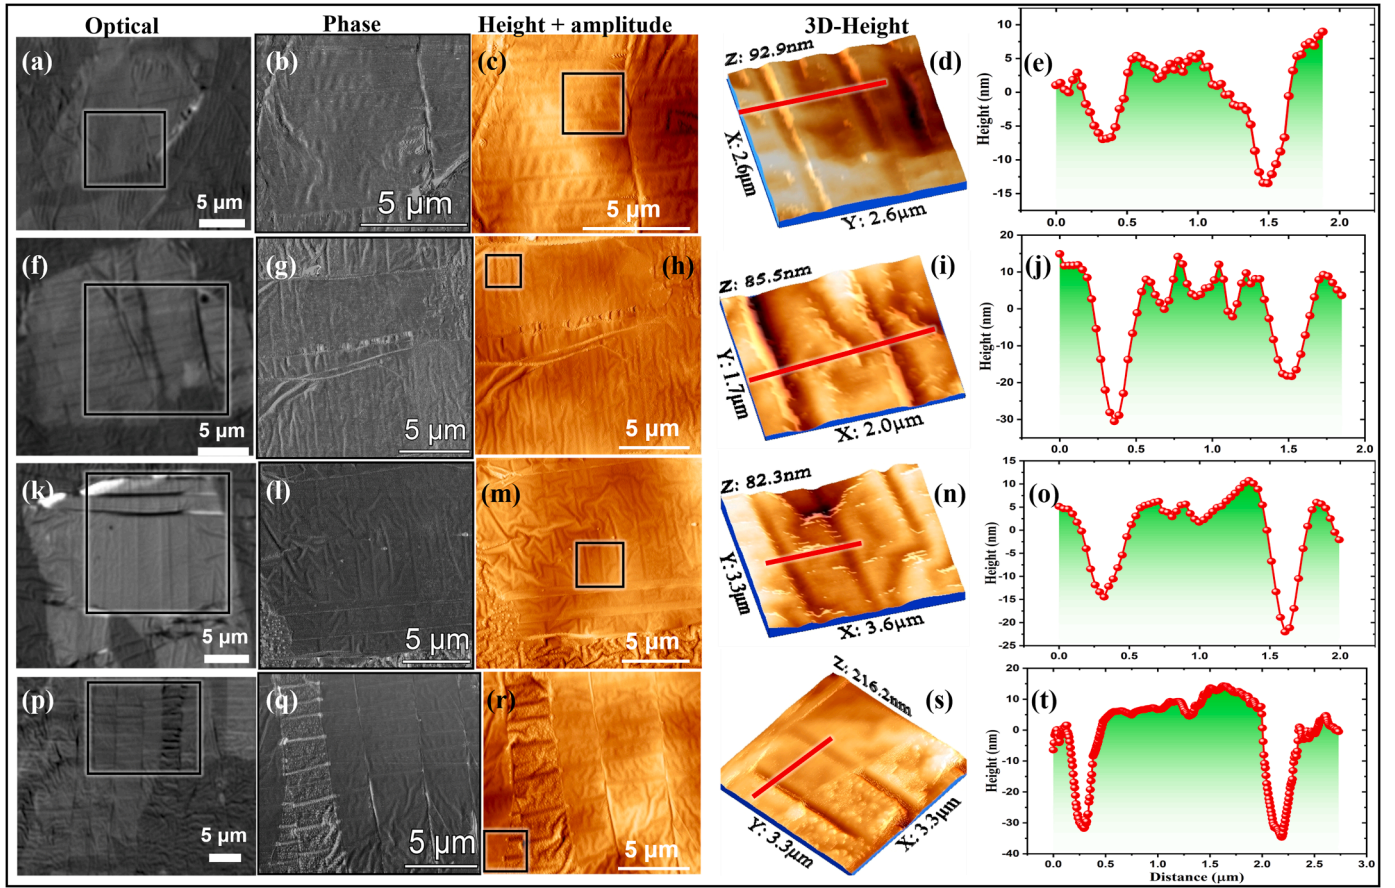 Optical Phase Height + amplitude 3D-Height
(a) 5 µm
(b) 5 µm
(c) 5 µm
(d) Z: 92.9nm X: 2.6µm Y: 2.6µm
(e) Height (nm) 10 5 0 -5 -10 -15 0.0 0.5 1.0 1.5 2.0
(f) 5 µm
(g) 5 µm
(h) 5 µm
(i) Z: 85.5nm Y: 1.7µm X: 2.0µm
(j) Height (nm) 20 10 0 -10 -20 -30 0.0 0.5 1.0 1.5 2.0
(k) 5 µm
(l) 5 µm
(m) 5 µm
(n) Z: 82.3nm Y: 3.3µm X: 3.6µm
(o) Height (nm) 15 10 5 0 -5 -10 -15 -20 -25 0.0 0.5 1.0 1.5 2.0
(p) 5 µm
(q) 5 µm
(r) 5 µm
(s) Z: 216.2nm Y: 3.3µm X: 3.3µm
(t) Height (nm) 20 10 0 -10 -20 -30 -40 0.0 0.5 1.0 1.5 2.0 2.5 3.0
Distance (µm)